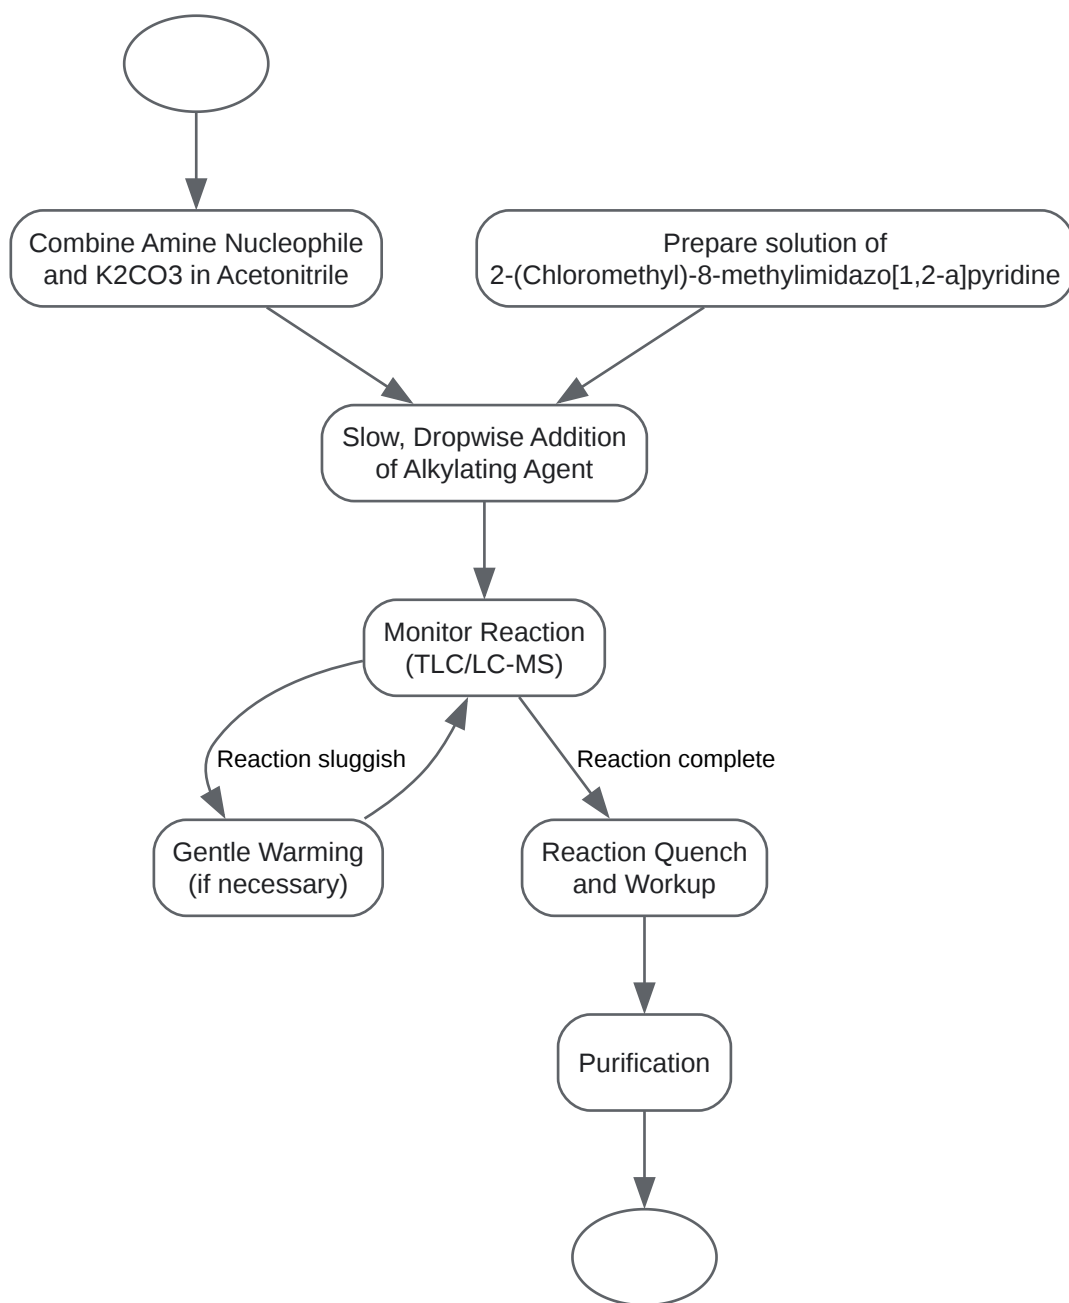 Combine Amine Nucleophile
and K2CO3 in Acetonitrile
Prepare solution of
2-(Chloromethyl)-8-methylimidazo[1,2-a]pyridine
Slow, Dropwise Addition
of Alkylating Agent
Monitor Reaction
(TLC/LC-MS)
Reaction sluggish
Reaction complete
Gentle Warming
(if necessary)
Reaction Quench
and Workup
Purification